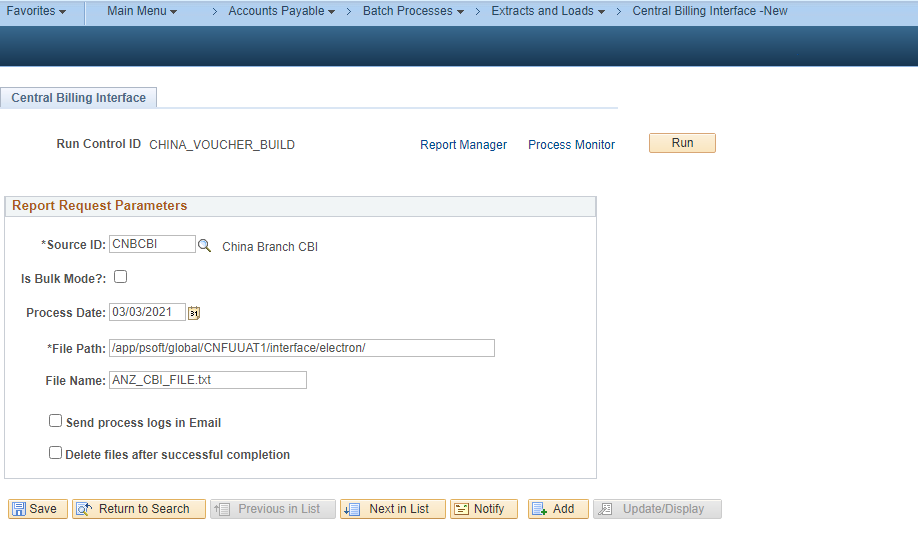 Favorites Main Menu > Accounts Payable > Batch Processes > Extracts and Loads > Central Billing Interface -New
Central Billing Interface
Run Control ID CHINA_VOUCHER_BUILD Report Manager Process Monitor Run
Report Request Parameters
*Source ID: CNBCBI China Branch CBI
Is Bulk Mode?:
Process Date: 03/03/2021 31
*File Path: /app/psoft/global/CNFUUAT1/interface/electron/
File Name: ANZ_CBI_FILE.txt
Send process logs in Email
Delete files after successful completion
Save Return to Search Previous in List Next in List Notify Add Update/Display